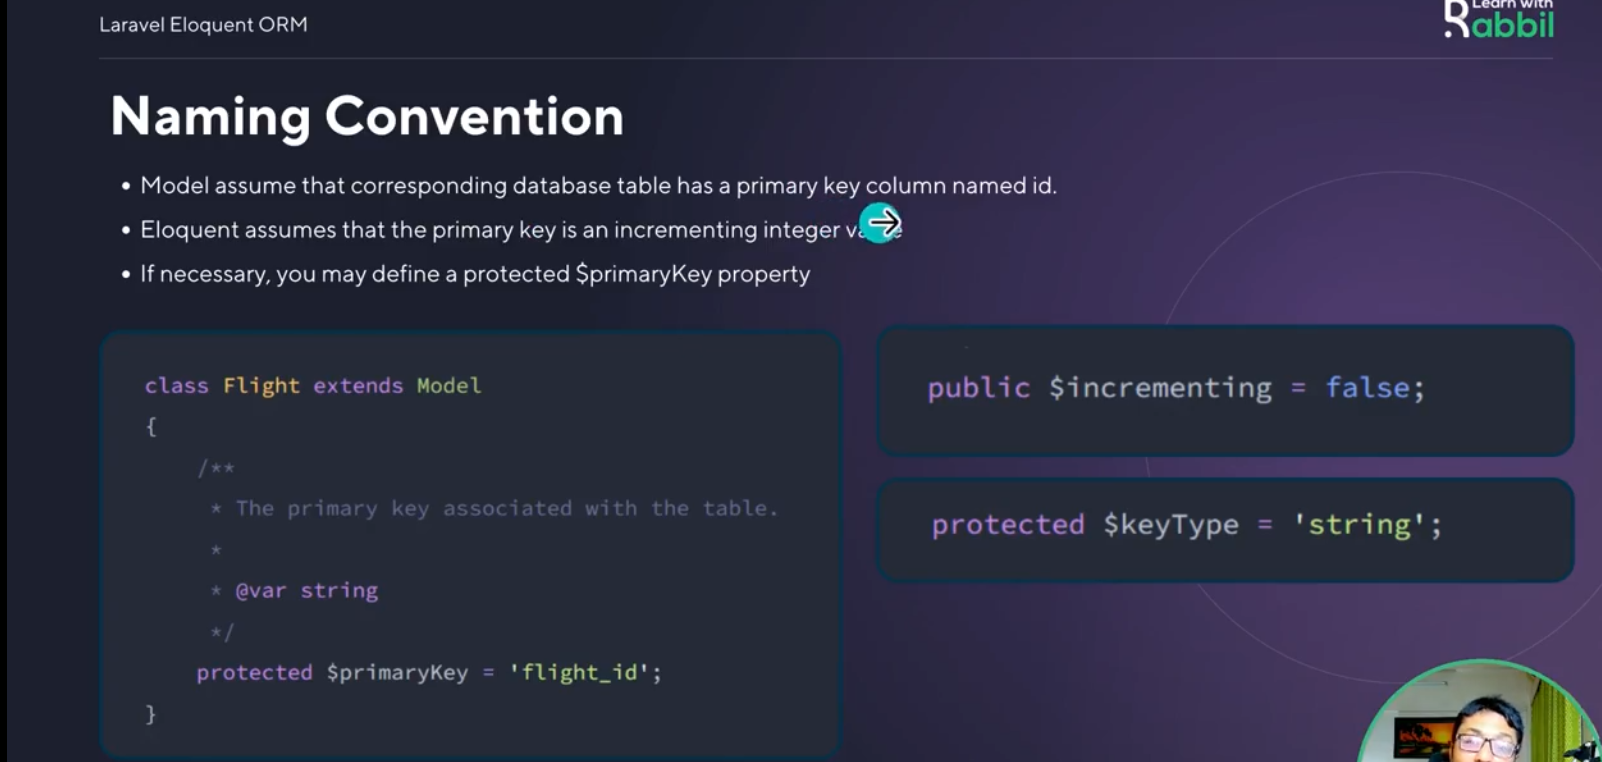 Laravel Eloquent ORM
Learn with
Rabbil
Naming Convention
• Model assume that corresponding database table has a primary key column named id.
• Eloquent assumes that the primary key is an incrementing integer
• If necessary, you may define a protected $primaryKey property
class Flight extends Model
{
/**
* The primary key associated with the table.
*
* @var string
*/
protected $primaryKey = 'flight_id';
}
public $incrementing = false;
protected $keyType = 'string';